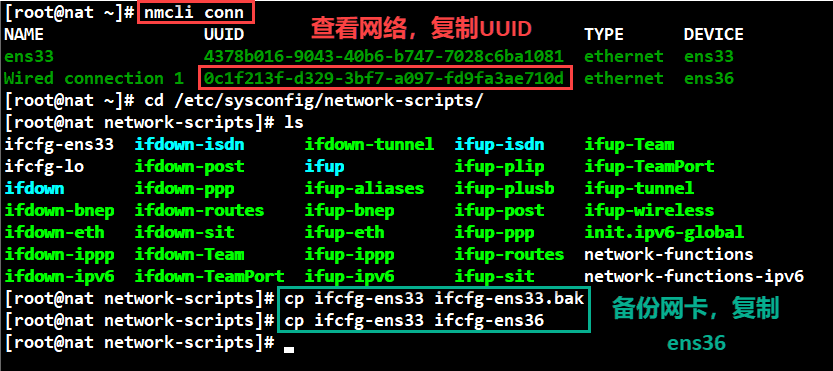 [root@nat ~]# nmcli conn
查看网络，复制UUID
NAME UUID TYPE DEVICE
ens33 4378b016-9043-40b6-b747-7028c6ba1081 ethernet ens33
Wired connection 1 0c1f213f-d329-3bf7-a097-fd9fa3ae710d ethernet ens36
[root@nat ~]# cd /etc/sysconfig/network-scripts/
[root@nat network-scripts]# ls
ifcfg-ens33 ifdown-isdn ifdown-tunnel ifup-isdn ifup-Team
ifcfg-lo ifdown-post ifup ifup-plip ifup-TeamPort
ifdown ifdown-ppp ifup-aliases ifup-plusb ifup-tunnel
ifdown-bnep ifdown-routes ifup-bnep ifup-post ifup-wireless
ifdown-eth ifdown-sit ifup-eth ifup-ppp init.ipv6-global
ifdown-ippp ifdown-Team ifup-ippp ifup-routes network-functions
ifdown-ipv6 ifdown-TeamPort ifup-ipv6 ifup-sit network-functions-ipv6
[root@nat network-scripts]# cp ifcfg-ens33 ifcfg-ens33.bak
[root@nat network-scripts]# cp ifcfg-ens33 ifcfg-ens36
[root@nat network-scripts]#
备份网卡，复制
ens36